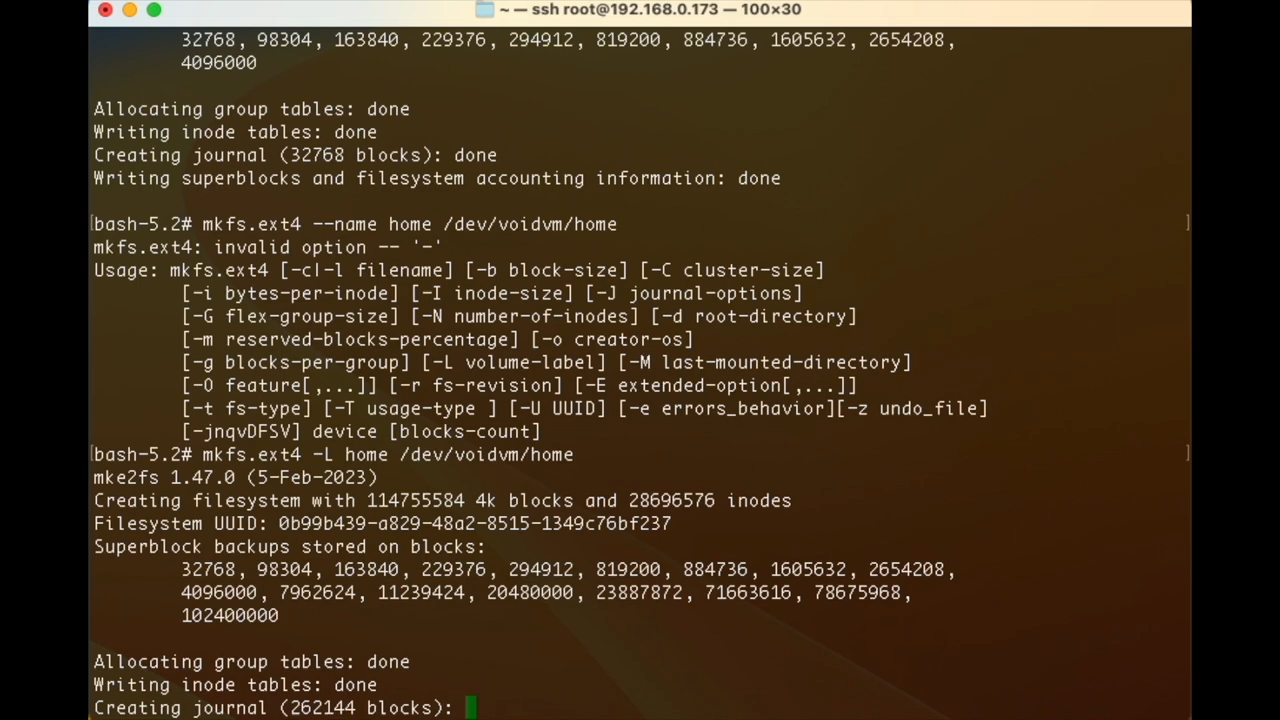 ~ — ssh root@192.168.0.173 — 100×30
32768, 98304, 163840, 229376, 294912, 819200, 884736, 1605632, 2654208,
4096000
Allocating group tables: done
Writing inode tables: done
Creating journal (32768 blocks): done
Writing superblocks and filesystem accounting information: done
[bash-5.2# mkfs.ext4 --name home /dev/voidvm/home ]
mkfs.ext4: invalid option -- '-'
Usage: mkfs.ext4 [-c|-l filename] [-b block-size] [-C cluster-size]
[-i bytes-per-inode] [-I inode-size] [-J journal-options]
[-G flex-group-size] [-N number-of-inodes] [-d root-directory]
[-m reserved-blocks-percentage] [-o creator-os]
[-g blocks-per-group] [-L volume-label] [-M last-mounted-directory]
[-O feature[,...]] [-r fs-revision] [-E extended-option[,...]]
[-t fs-type] [-T usage-type ] [-U UUID] [-e errors_behavior][-z undo_file]
[-jnqvDFSV] device [blocks-count]
[bash-5.2# mkfs.ext4 -L home /dev/voidvm/home ]
mke2fs 1.47.0 (5-Feb-2023)
Creating filesystem with 114755584 4k blocks and 28696576 inodes
Filesystem UUID: 0b99b439-a829-48a2-8515-1349c76bf237
Superblock backups stored on blocks:
32768, 98304, 163840, 229376, 294912, 819200, 884736, 1605632, 2654208,
4096000, 7962624, 11239424, 20480000, 23887872, 71663616, 78675968,
102400000
Allocating group tables: done
Writing inode tables: done
Creating journal (262144 blocks):